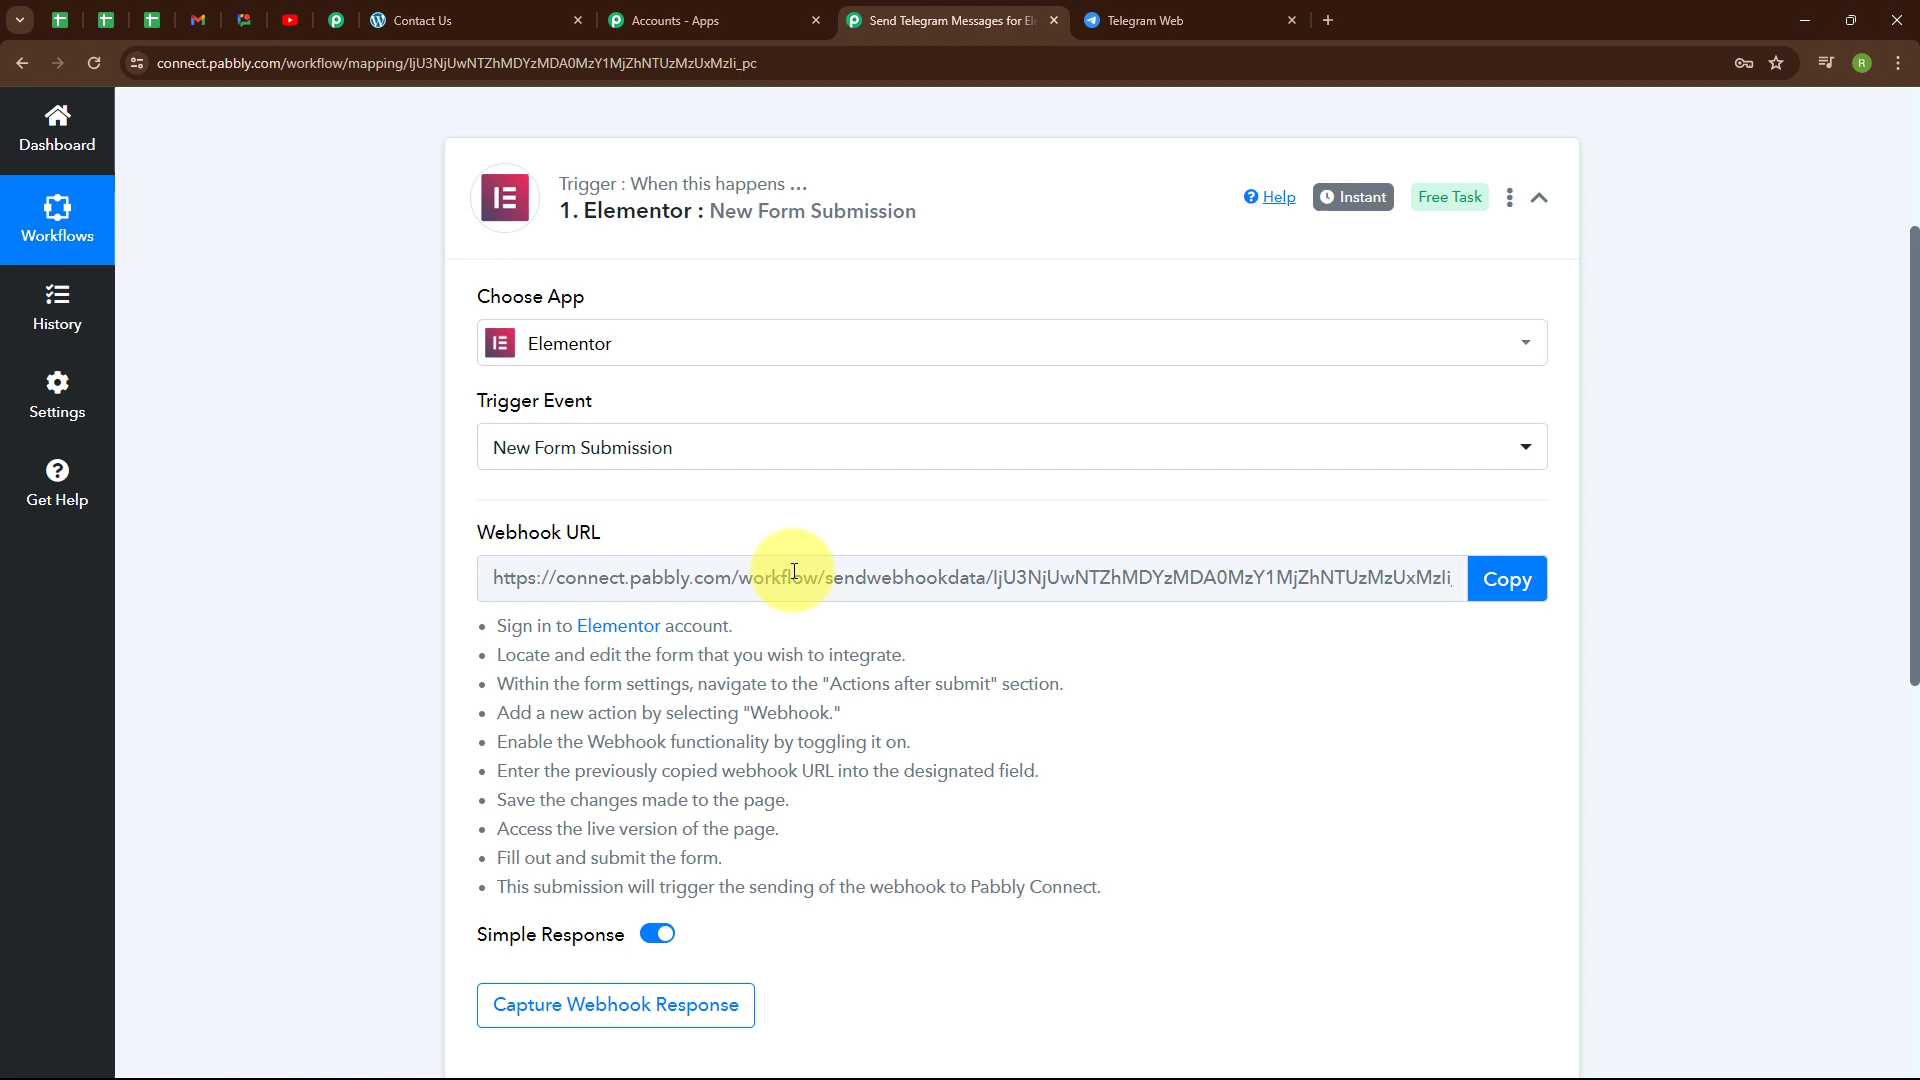 Contact Us
Accounts - Apps
Send Telegram Messages for El
Telegram Web
connect.pabbly.com/workflow/mapping/IjU3NjUwNTZhMDYzMDA0MzY1MjZhNTUzMzUxMzIi_pc
R
Dashboard
Workflows
History
Settings
Get Help
Trigger : When this happens ...
1. Elementor : New Form Submission
Help
Instant
Free Task
Choose App
Elementor
Trigger Event
New Form Submission
Webhook URL
https://connect.pabbly.com/workflow/sendwebhookdata/IjU3NjUwNTZhMDYzMDA0MzY1MjZhNTUzMzUxMzIi_
Copy
• Sign in to Elementor account.
• Locate and edit the form that you wish to integrate.
• Within the form settings, navigate to the "Actions after submit" section.
• Add a new action by selecting "Webhook."
• Enable the Webhook functionality by toggling it on.
• Enter the previously copied webhook URL into the designated field.
• Save the changes made to the page.
• Access the live version of the page.
• Fill out and submit the form.
• This submission will trigger the sending of the webhook to Pabbly Connect.
Simple Response
Capture Webhook Response